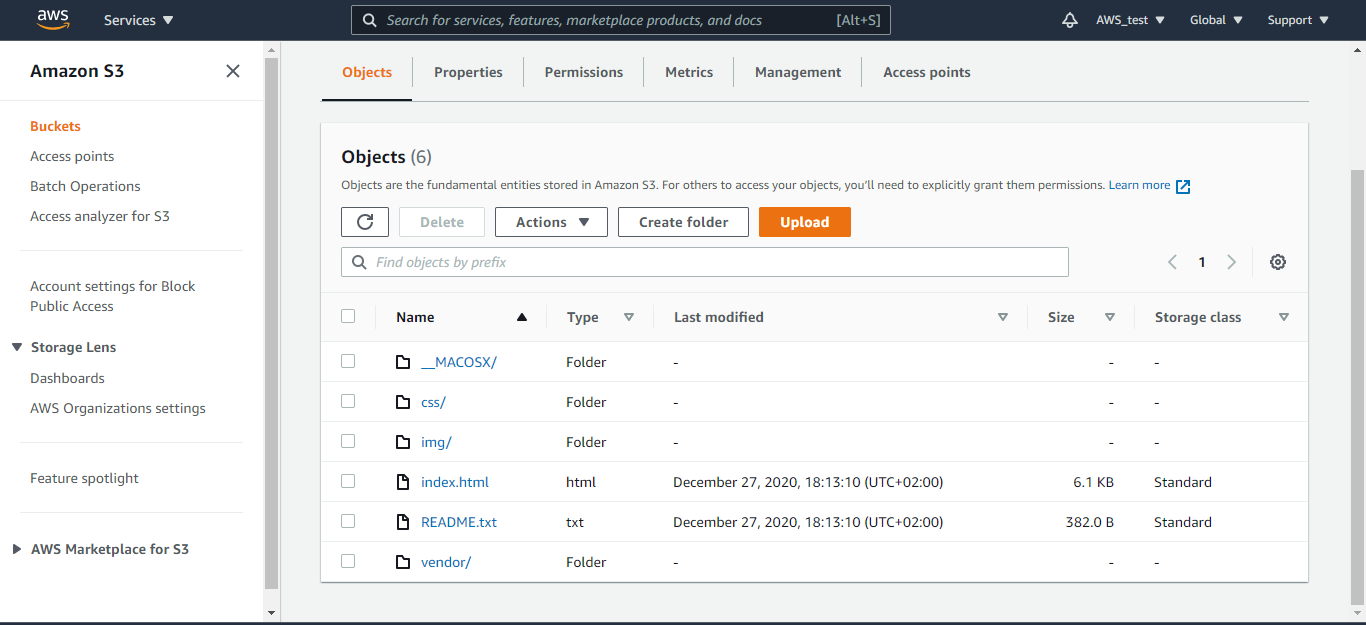 aws Services Search for services, features, marketplace products, and docs [Alt+S] AWS_test Global Support
Amazon S3
Buckets
Access points
Batch Operations
Access analyzer for S3
Account settings for Block
Public Access
Storage Lens
Dashboards
AWS Organizations settings
Feature spotlight
AWS Marketplace for S3
Objects Properties Permissions Metrics Management Access points
Objects (6)
Objects are the fundamental entities stored in Amazon S3. For others to access your objects, you'll need to explicitly grant them permissions. Learn more
Delete Actions Create folder Upload
Find objects by prefix 1
Name Type Last modified Size Storage class
__MACOSX/ Folder - - -
css/ Folder - - -
img/ Folder - - -
index.html html December 27, 2020, 18:13:10 (UTC+02:00) 6.1 KB Standard
README.txt txt December 27, 2020, 18:13:10 (UTC+02:00) 382.0 B Standard
vendor/ Folder - - -